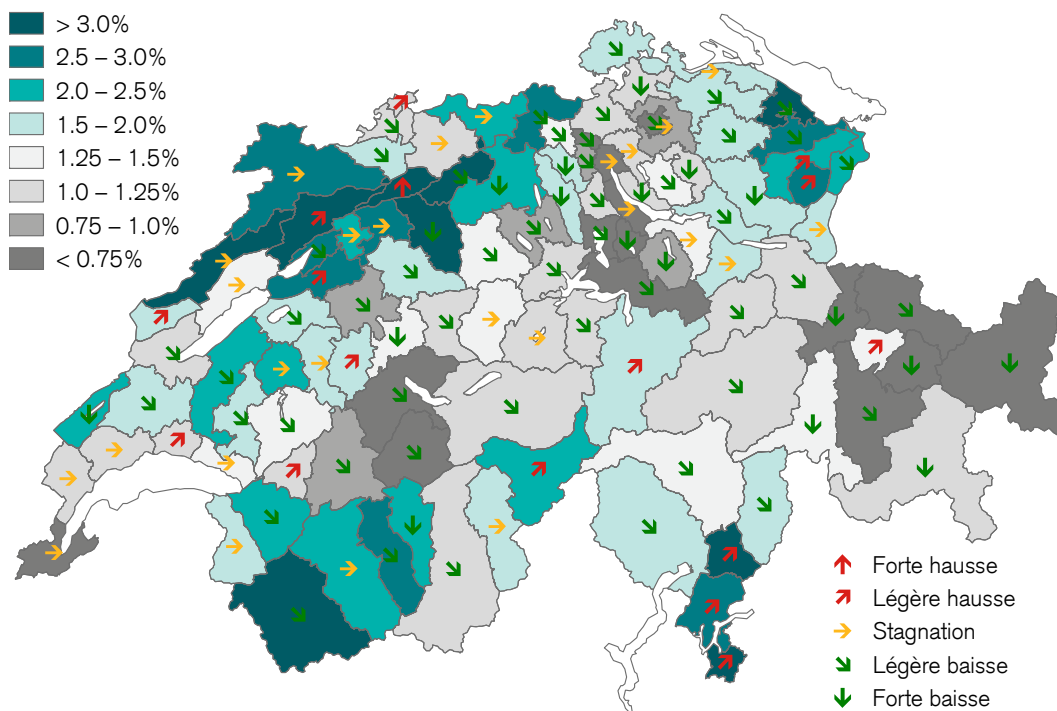 > 3.0%
2.5 – 3.0%
2.0 – 2.5%
1.5 – 2.0%
1.25 – 1.5%
1.0 – 1.25%
0.75 – 1.0%
< 0.75%
Forte hausse
Légère hausse
Stagnation
Légère baisse
Forte baisse